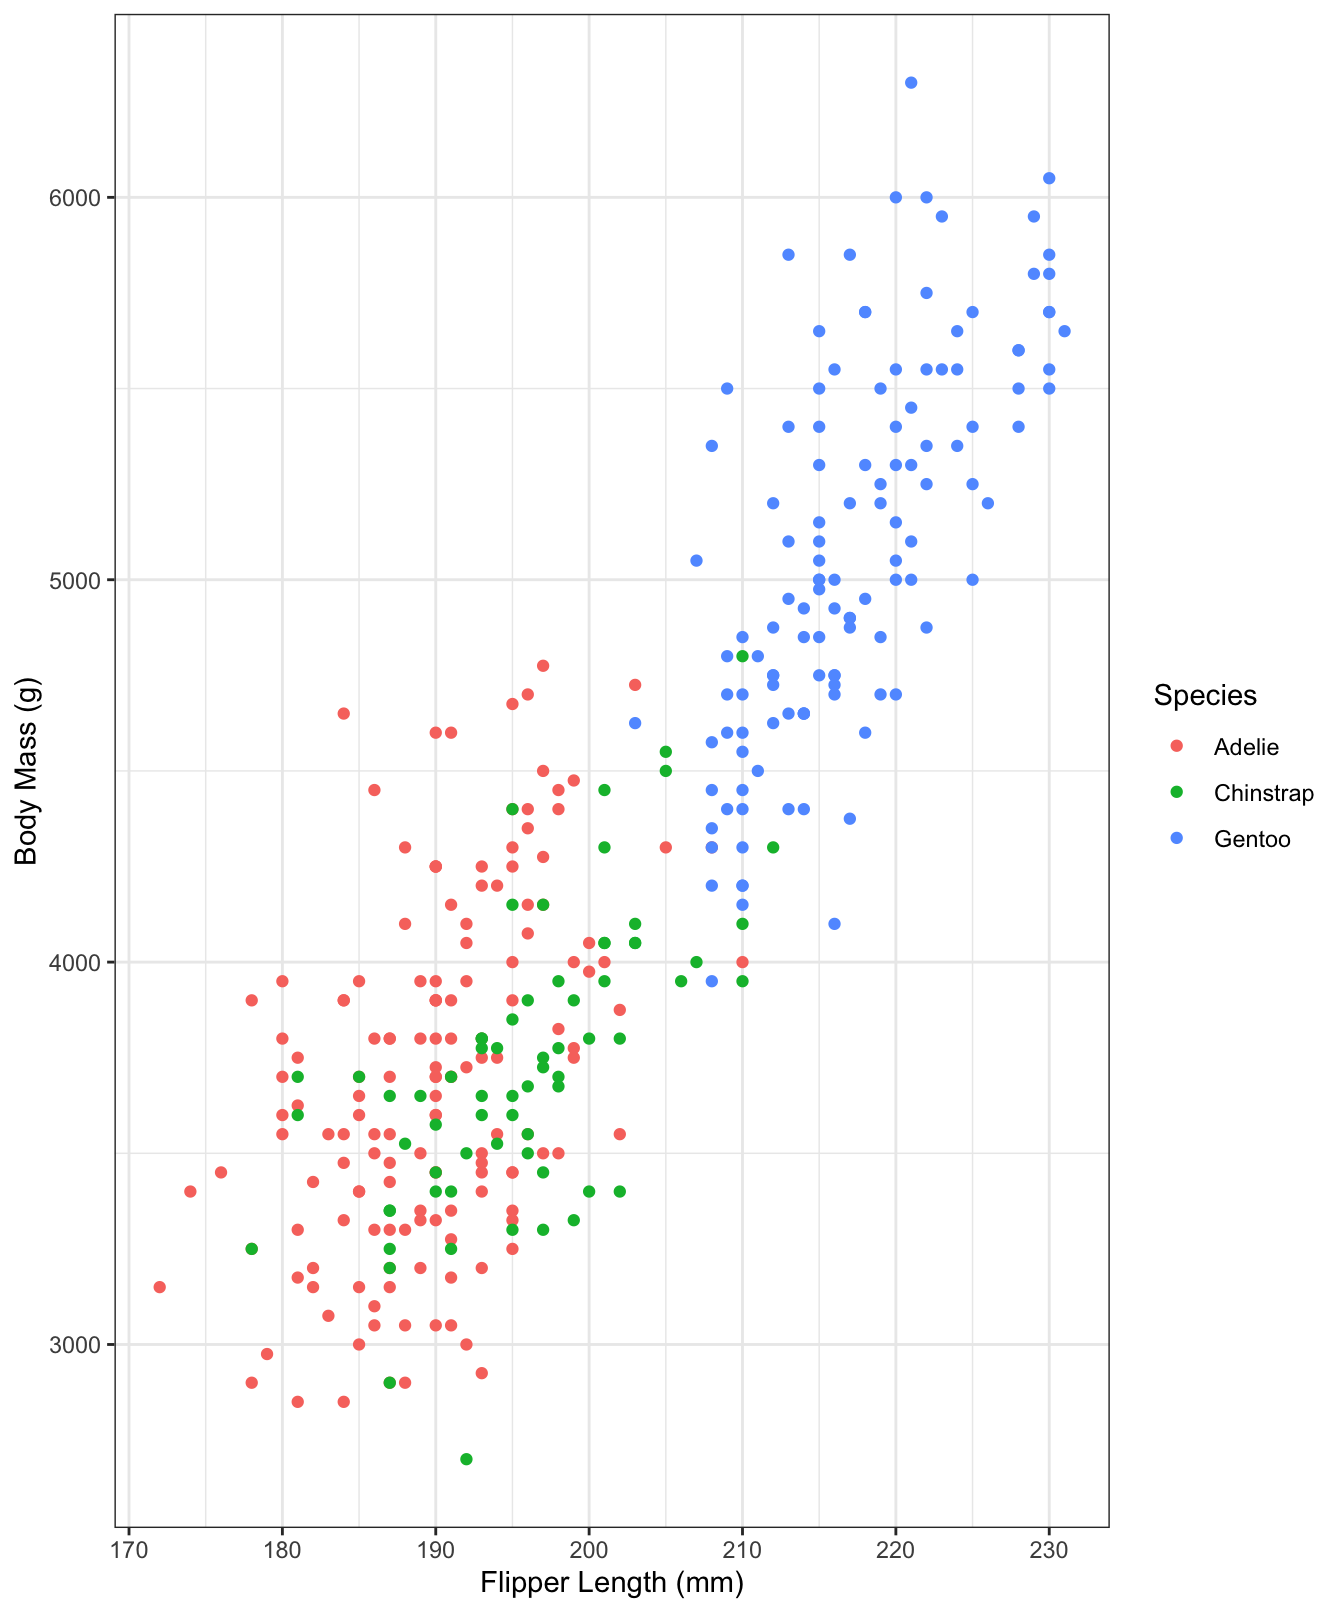 6000
5000
4000
3000
Body Mass (g)
170 180 190 200 210 220 230
Flipper Length (mm)
Species
Adelie
Chinstrap
Gentoo